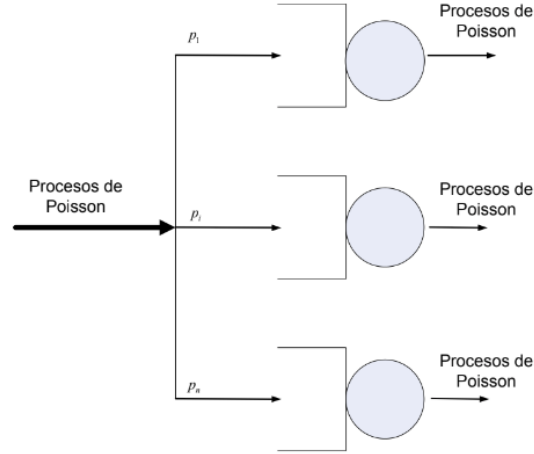 Procesos de
Poisson
p₁
Procesos de
Poisson
pᵢ
Procesos de
Poisson
pₙ
Procesos de
Poisson